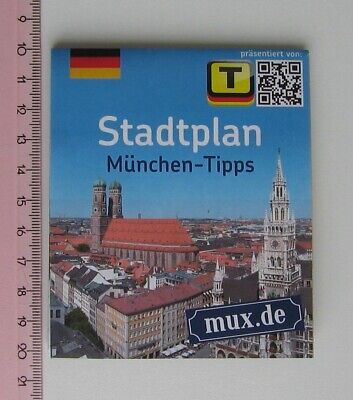 präsentiert von:
T
Stadtplan
München-Tipps
mux.de
9
10
11
12
13
14
15
16
17
18
19
20
21